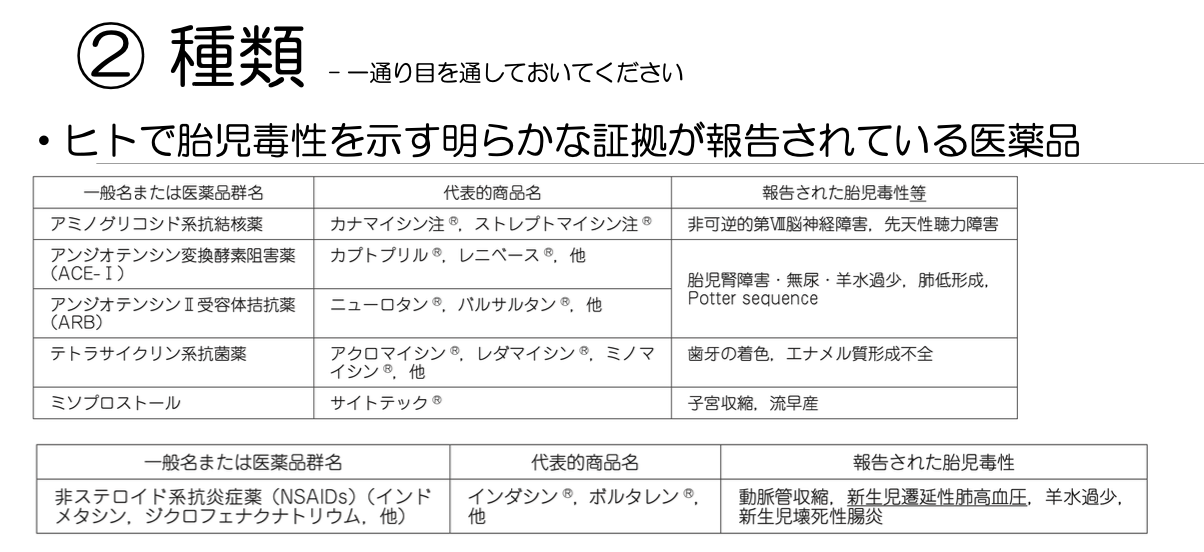 ② 種類 - 一通り目を通しておいてください
・ヒトで胎児毒性を示す明らかな証拠が報告されている医薬品
一般名または医薬品群名 代表的商品名 報告された胎児毒性等
アミノグリコシド系抗結核薬 カナマイシン注®，ストレプトマイシン注® 非可逆的第Ⅷ脳神経障害，先天性聴力障害
アンジオテンシン変換酵素阻害薬
（ACE-Ⅰ）
カプトプリル®，レニベース®，他
胎児腎障害・無尿・羊水過少，肺低形成，
Potter sequence
アンジオテンシンⅡ受容体拮抗薬
（ARB）
ニューロタン®，バルサルタン®，他
テトラサイクリン系抗菌薬
アクロマイシン®，レダマイシン®，ミノマ
イシン®，他
歯牙の着色，エナメル質形成不全
ミソプロストール サイトテック® 子宮収縮，流早産
一般名または医薬品群名 代表的商品名 報告された胎児毒性
非ステロイド系抗炎症薬（NSAIDs）（インド
メタシン，ジクロフェナクナトリウム，他）
インダシン®，ボルタレン®，
他
動脈管収縮，新生児遷延性肺高血圧，羊水過少，
新生児壊死性腸炎